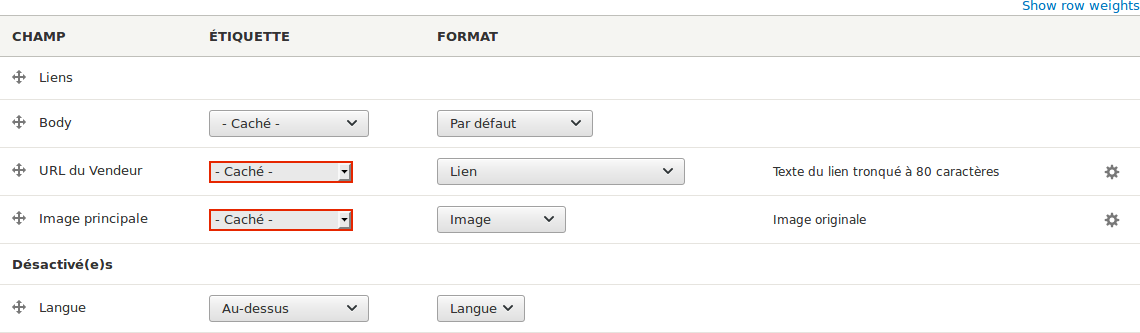 Show row weights
CHAMP ÉTIQUETTE FORMAT
Liens
Body - Caché - Par défaut
URL du Vendeur - Caché - Lien Texte du lien tronqué à 80 caractères
Image principale - Caché - Image Image originale
Désactivé(e)s
Langue Au-dessus Langue